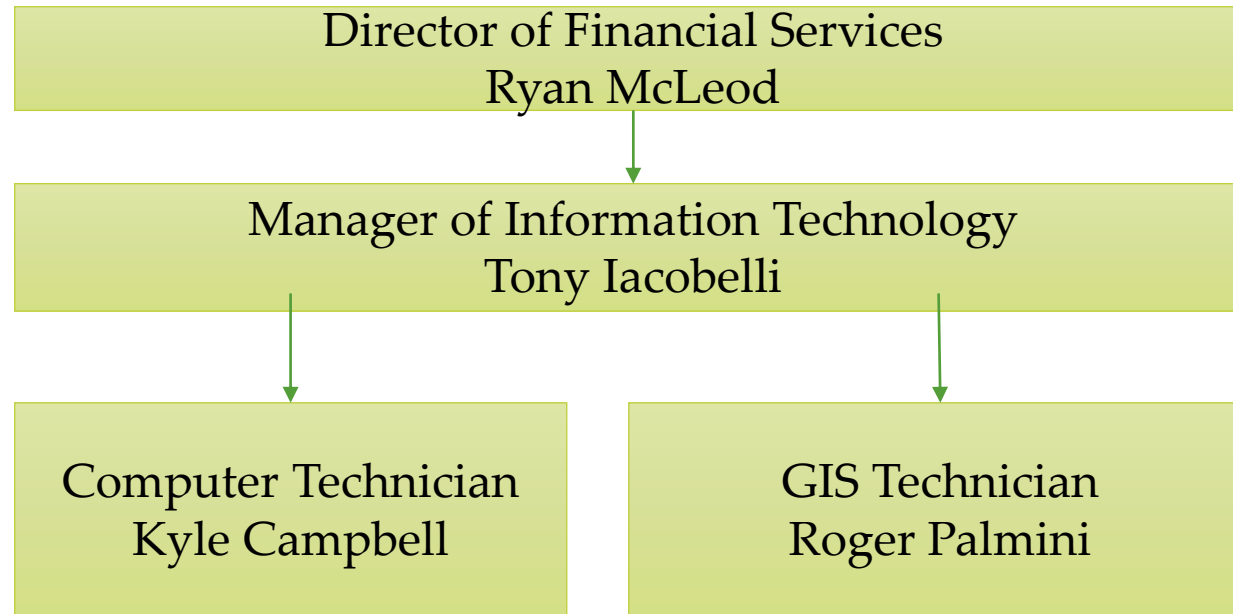 Director of Financial Services
Ryan McLeod
Manager of Information Technology
Tony Iacobelli
Computer Technician
Kyle Campbell
GIS Technician
Roger Palmini